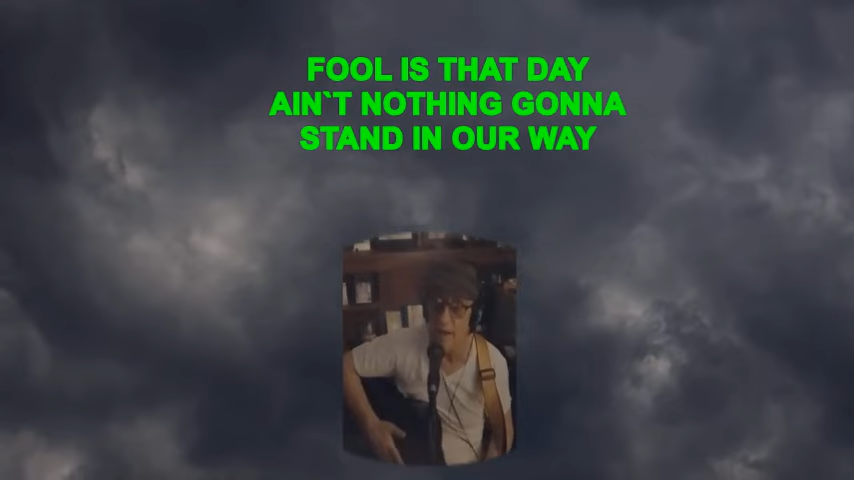 FOOL IS THAT DAY
AIN`T NOTHING GONNA
STAND IN OUR WAY